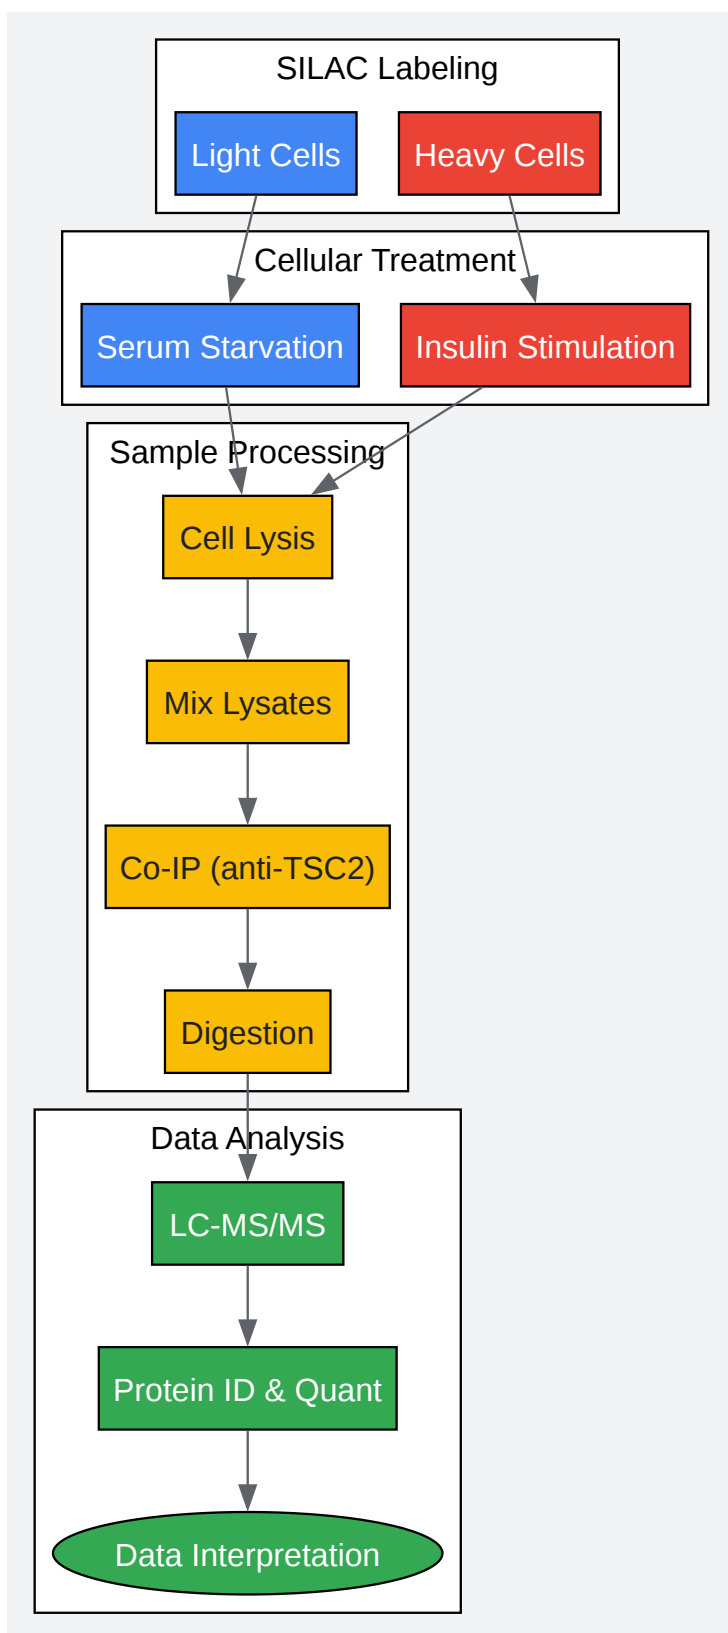 SILAC Labeling
Light Cells
Heavy Cells
Cellular Treatment
Serum Starvation
Insulin Stimulation
Sample Processing
Cell Lysis
Mix Lysates
Co-IP (anti-TSC2)
Digestion
Data Analysis
LC-MS/MS
Protein ID & Quant
Data Interpretation